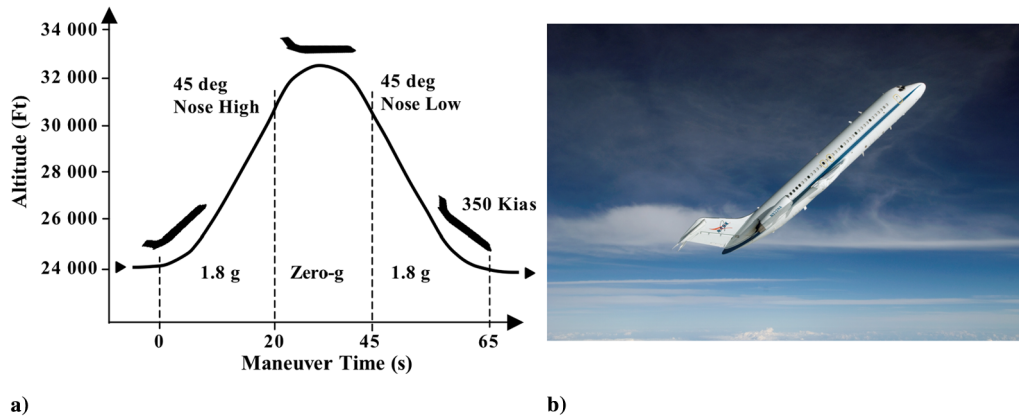 34 000
32 000
30 000
28 000
26 000
24 000
Altitude (Ft)
45 deg
Nose High
45 deg
Nose Low
350 Kias
1.8 g
Zero-g
1.8 g
0
20
45
65
Maneuver Time (s)
a)
b)